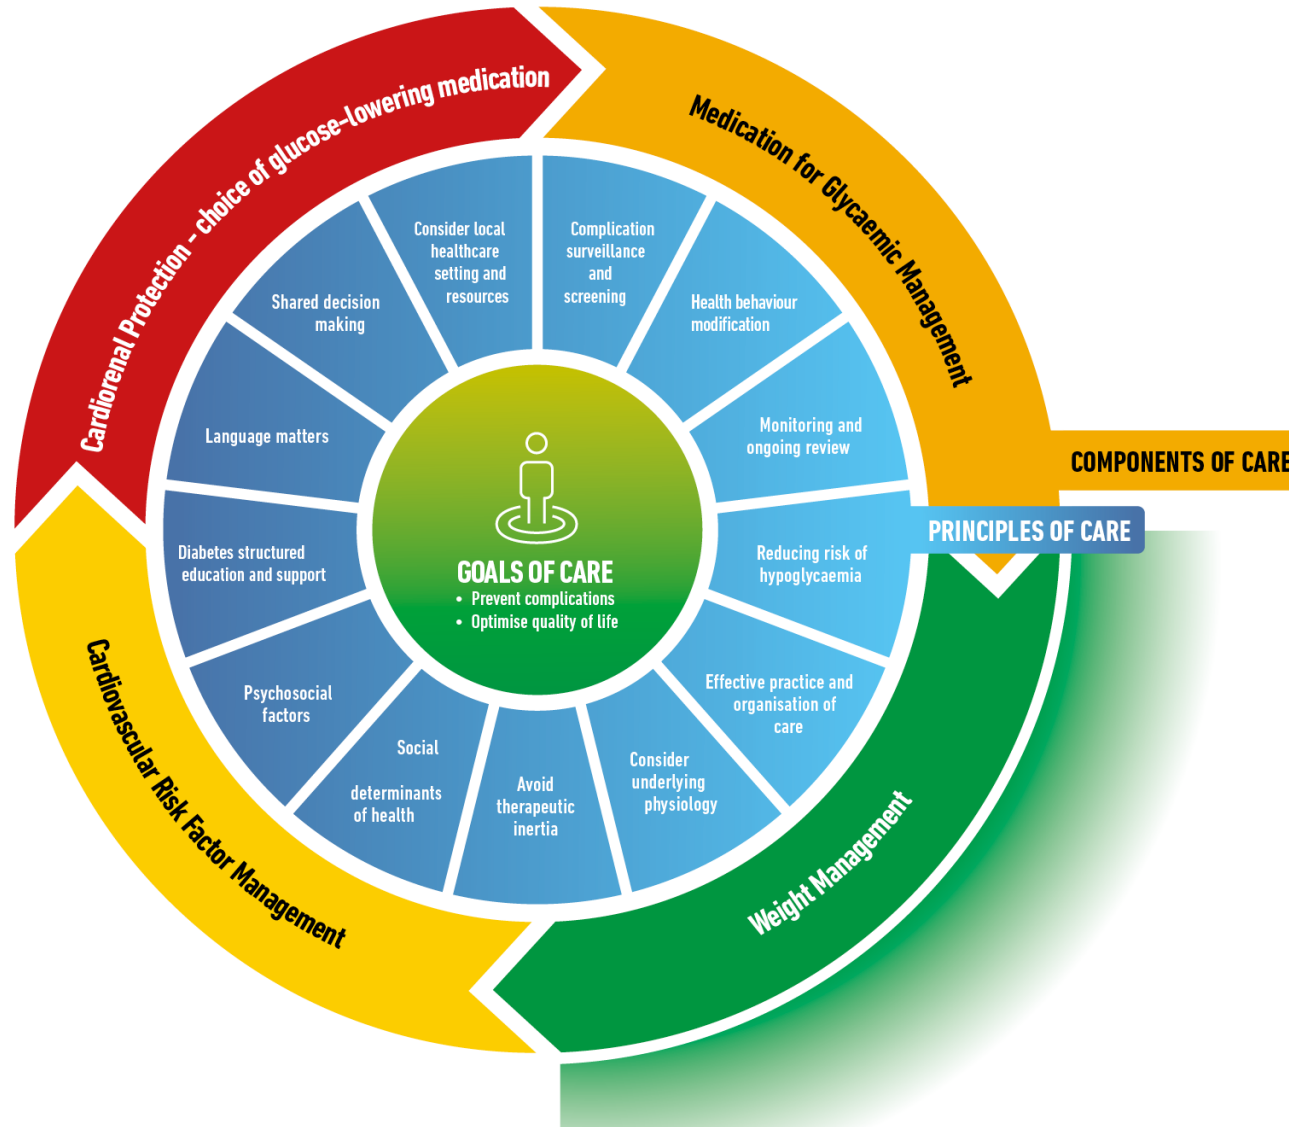 Cardiorenal Protection - choice of glucose-lowering medication
Medication for Glycaemic Management
COMPONENTS OF CARE
PRINCIPLES OF CARE
Weight Management
Cardiovascular Risk Factor Management
Consider local
healthcare
setting and
resources
Complication
surveillance
and
screening
Health behaviour
modification
Monitoring and
ongoing review
Reducing risk of
hypoglycaemia
Effective practice and
organisation of
care
Consider
underlying
physiology
Avoid
therapeutic
inertia
Social
determinants
of health
Psychosocial
factors
Diabetes structured
education and support
Language matters
Shared decision
making
GOALS OF CARE
• Prevent complications
• Optimise quality of life